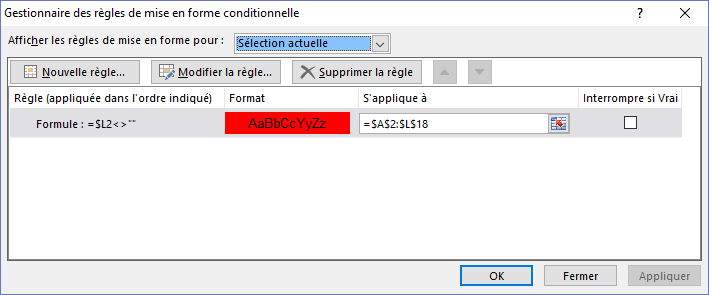 Gestionnaire des règles de mise en forme conditionnelle
Afficher les règles de mise en forme pour : Sélection actuelle
Nouvelle règle... Modifier la règle... Supprimer la règle
Règle (appliquée dans l'ordre indiqué) Format S'applique à Interrompre si Vrai
Formule : =$L2<>"" AaBbCcYyZz =$A$2:$L$18
OK Fermer Appliquer